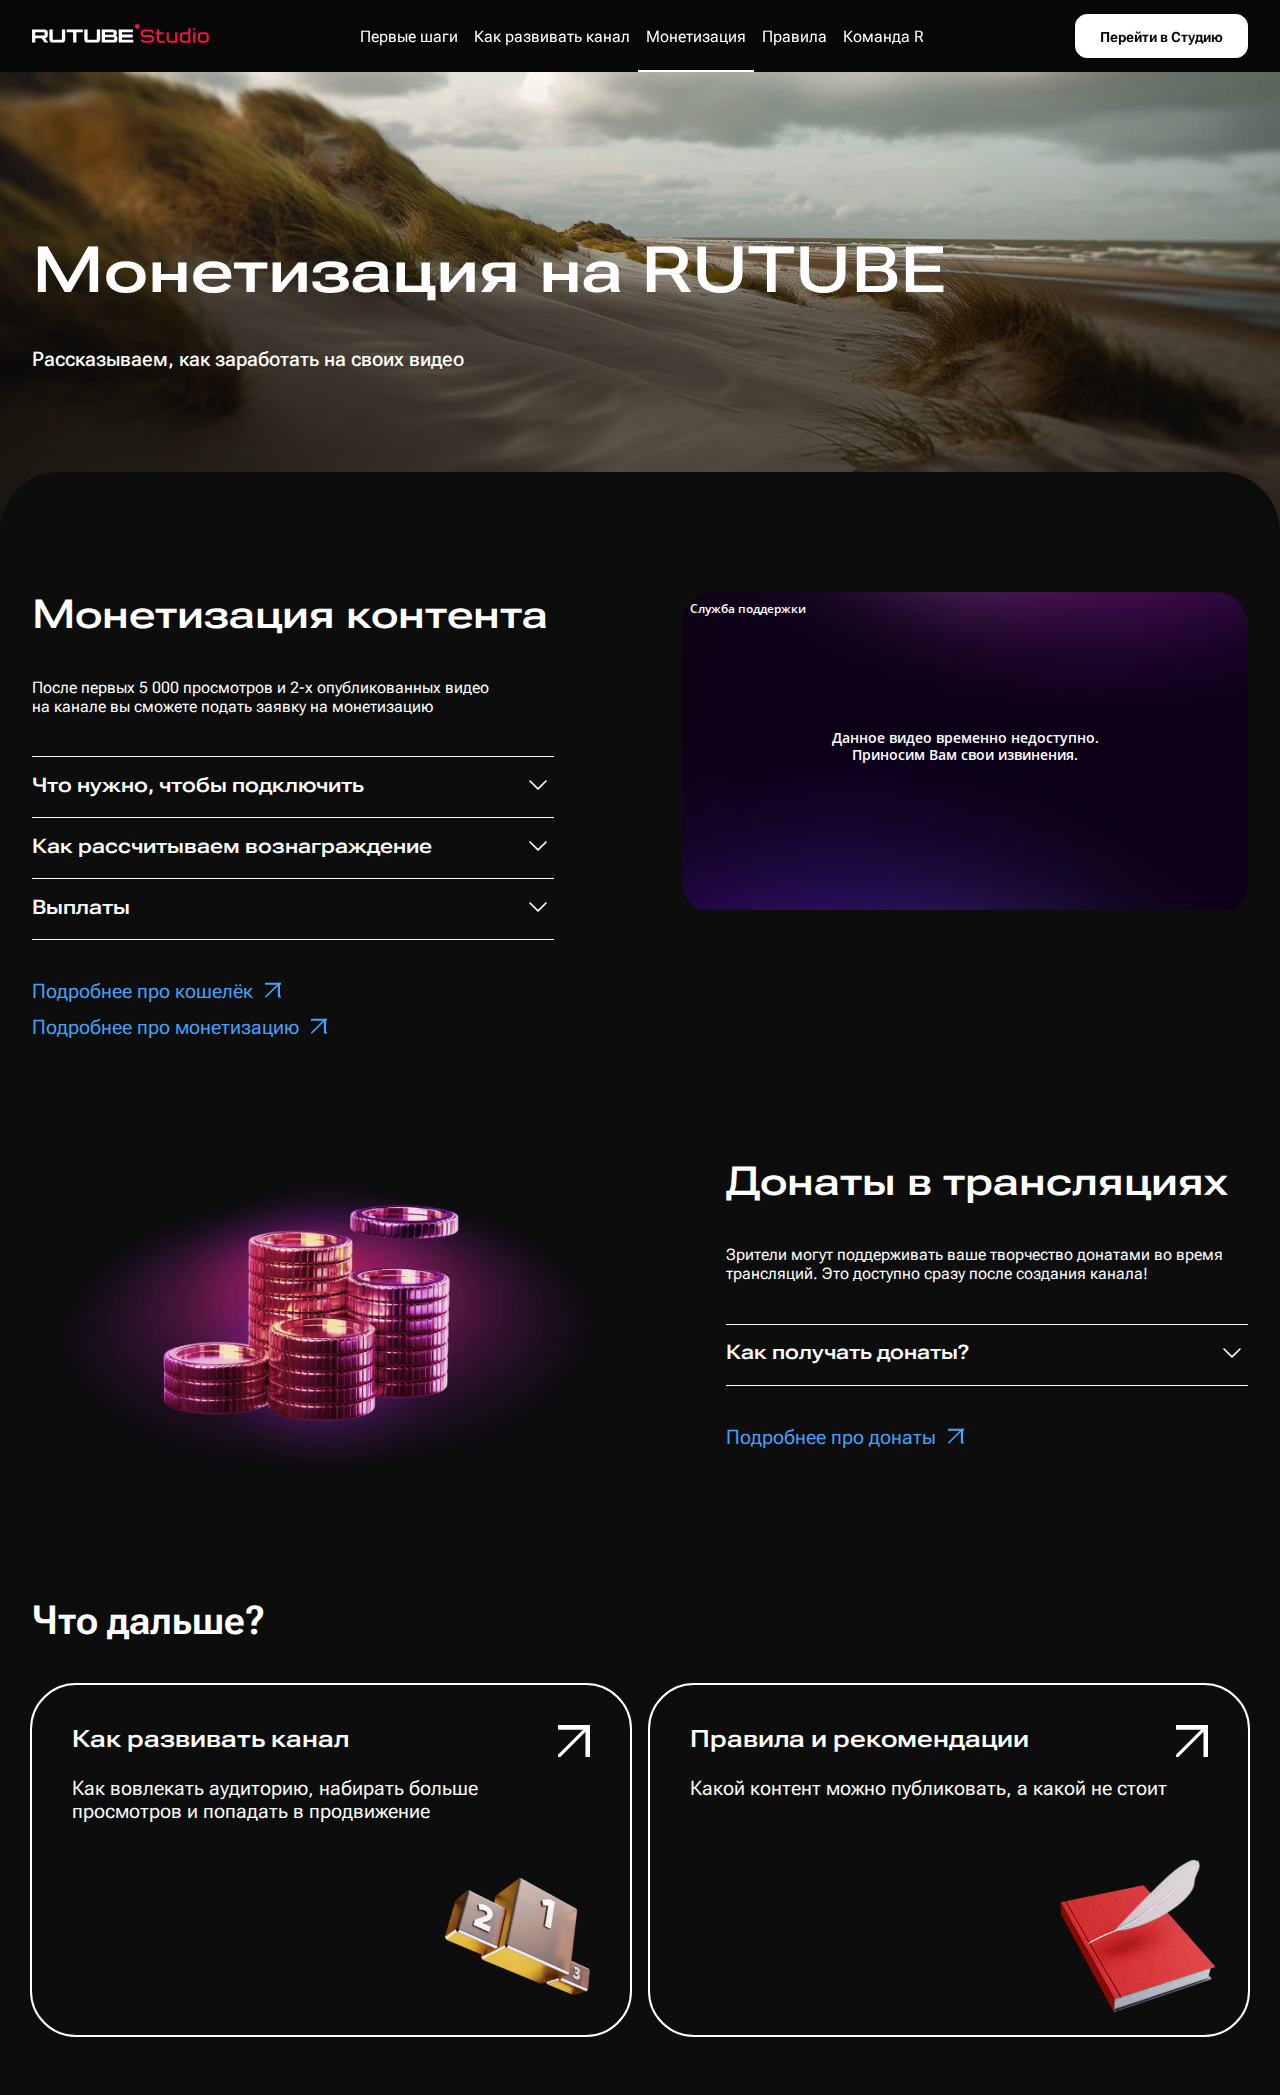 RUTUBE Studio
Первые шаги
Как развивать канал
Монетизация
Правила
Команда R
Перейти в Студию
Монетизация на RUTUBE
Рассказываем, как заработать на своих видео
Монетизация контента
После первых 5 000 просмотров и 2-х опубликованных видео
на канале вы сможете подать заявку на монетизацию
Что нужно, чтобы подключить
Как рассчитываем вознаграждение
Выплаты
Подробнее про кошелёк
Подробнее про монетизацию
Служба поддержки
Данное видео временно недоступно.
Приносим Вам свои извинения.
Донаты в трансляциях
Зрители могут поддерживать ваше творчество донатами во время
трансляций. Это доступно сразу после создания канала!
Как получать донаты?
Подробнее про донаты
Что дальше?
Как развивать канал
Как вовлекать аудиторию, набирать больше
просмотров и попадать в продвижение
2 1 3
Правила и рекомендации
Какой контент можно публиковать, а какой не стоит